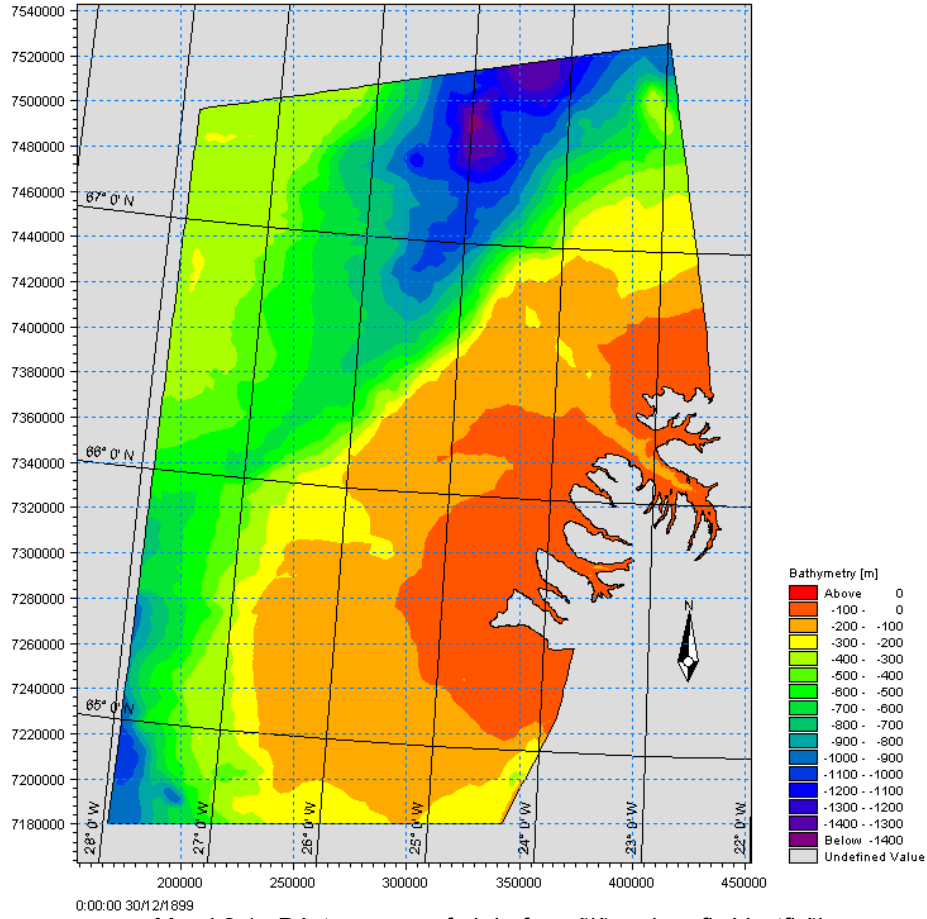 7540000
7520000
7500000
7480000
7460000
67° 0' N
7440000
7420000
7400000
7380000
7360000
66° 0' N
7340000
7320000
7300000
7280000
7260000
7240000
65° 0' N
7220000
7200000
7180000
28° 0' W
27° 0' W
26° 0' W
25° 0' W
24° 0' W
23° 0' W
22° 0' W
200000 250000 300000 350000 400000 450000
0:00:00 30/12/1899
N
Bathymetry [m]
Above 0
-100 - 0
-200 - -100
-300 - -200
-400 - -300
-500 - -400
-600 - -500
-700 - -600
-800 - -700
-900 - -800
-1000 - -900
-1100 - -1000
-1200 - -1100
-1300 - -1200
-1400 - -1300
Below -1400
Undefined Value